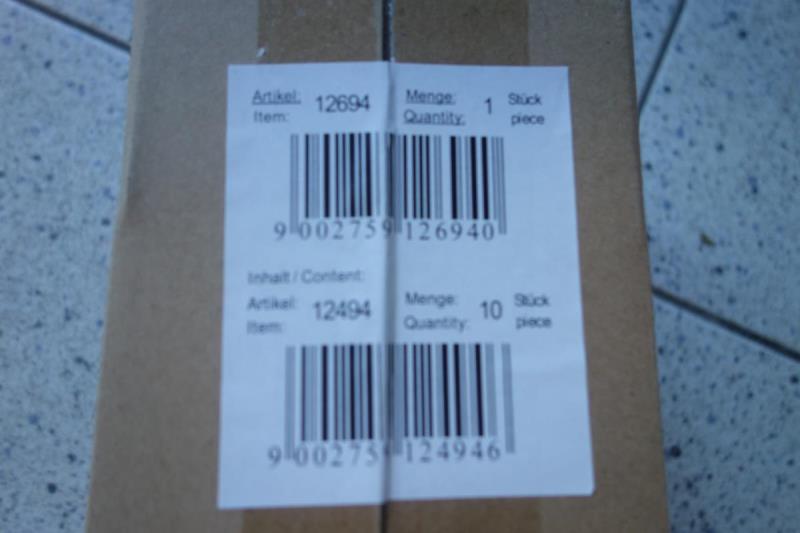 Artikel: 12694 Menge: 1 Stück
Item: Quantity: piece
9 002759 126940
Inhalt / Content:
Artikel: 12494 Menge: 10 Stück
Item: Quantity: piece
9 002759 124946